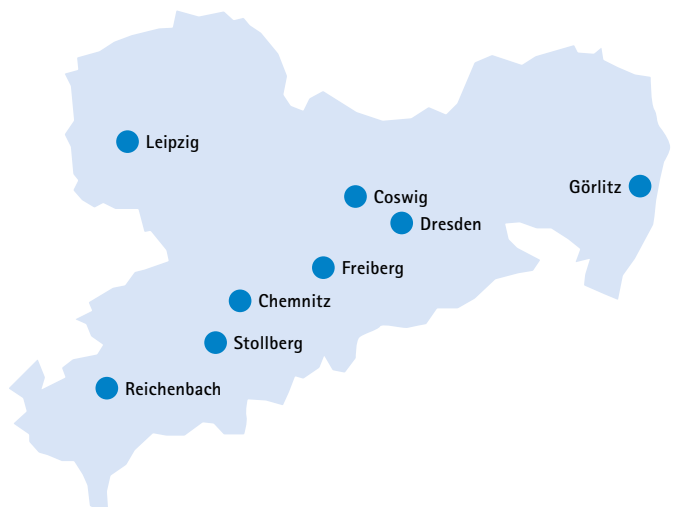 Leipzig
Görlitz
Coswig
Dresden
Freiberg
Chemnitz
Stollberg
Reichenbach